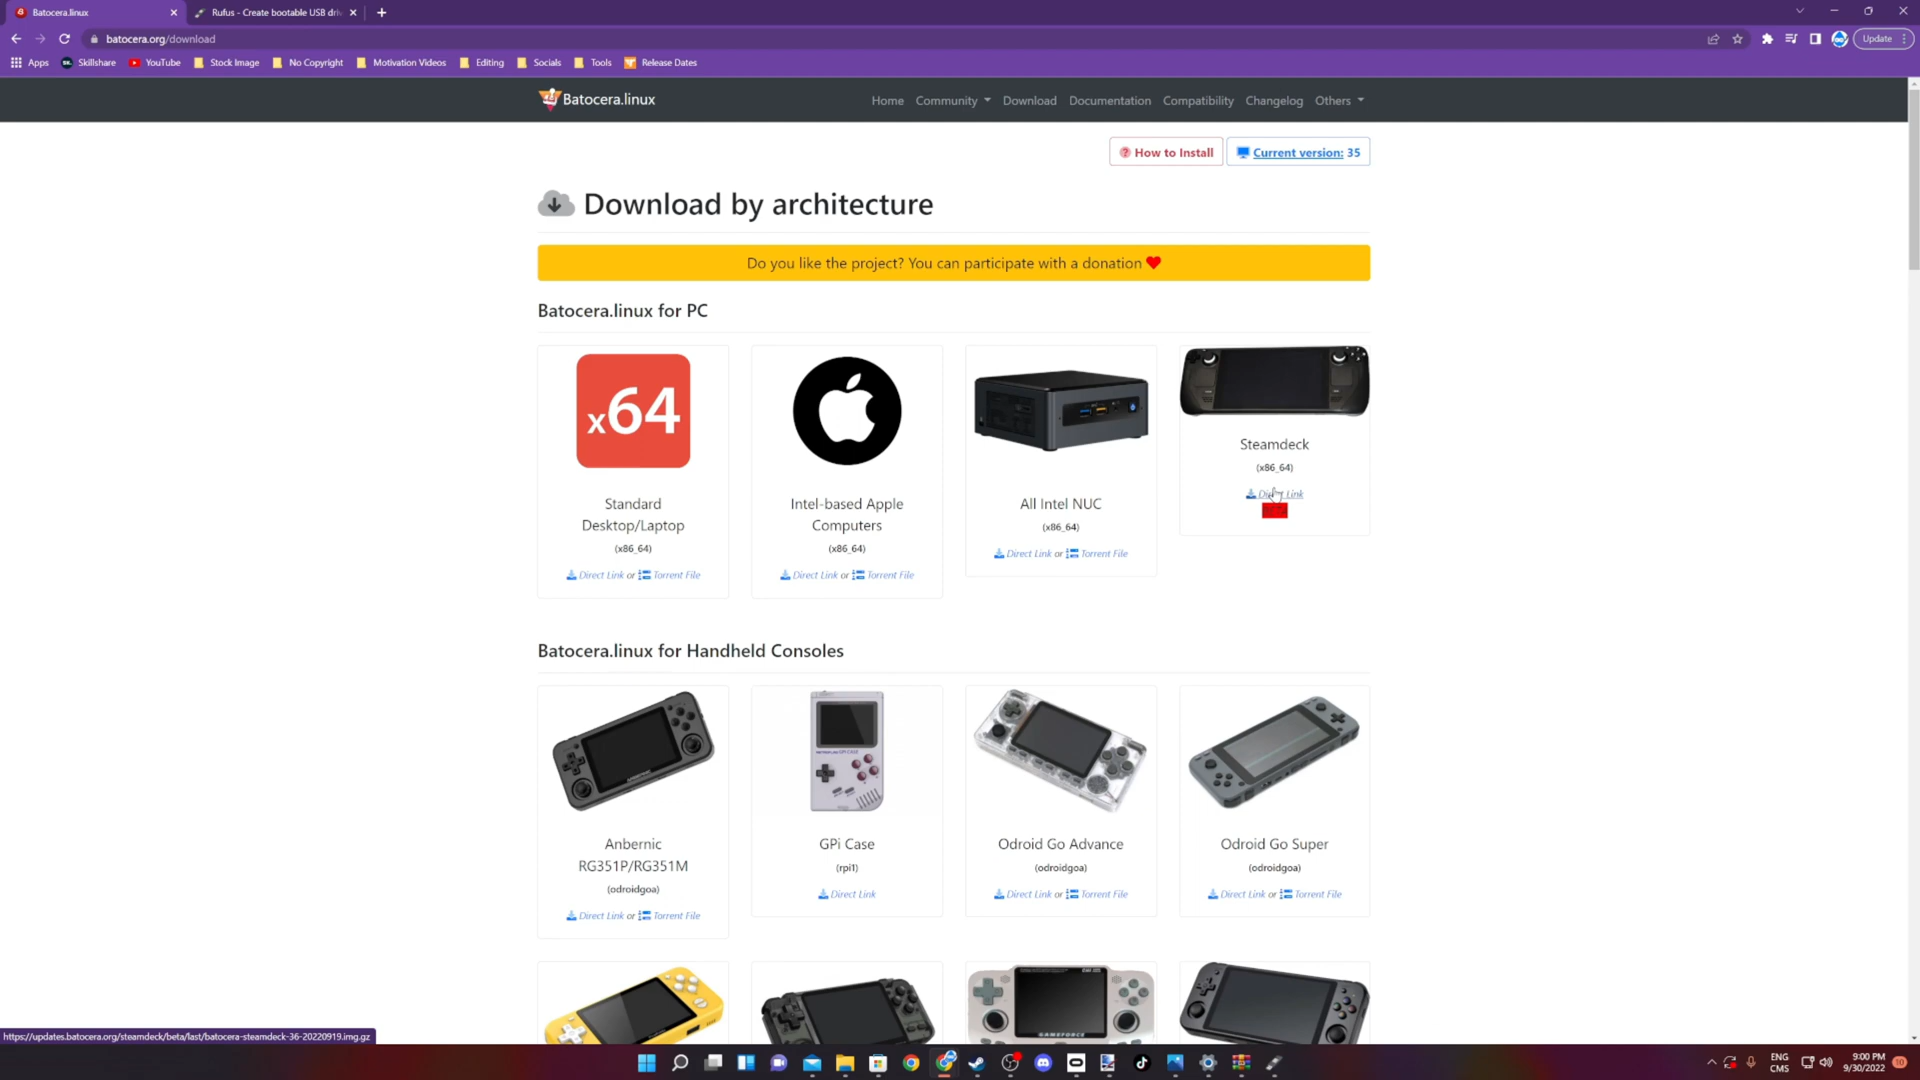 Batocera.linux
Rufus - Create bootable USB driv
batocera.org/download
Update
Apps Skillshare YouTube Stock Image No Copyright Motivation Videos Editing Socials Tools Release Dates
Batocera.linux
Home Community Download Documentation Compatibility Changelog Others
How to Install Current version: 35
Download by architecture
Do you like the project? You can participate with a donation
Batocera.linux for PC
x64
Standard
Desktop/Laptop
(x86_64)
Direct Link or Torrent File
Intel-based Apple
Computers
(x86_64)
Direct Link or Torrent File
All Intel NUC
(x86_64)
Direct Link or Torrent File
Steamdeck
(x86_64)
Direct Link
Batocera.linux for Handheld Consoles
Anbernic
RG351P/RG351M
(odroidgoa)
Direct Link or Torrent File
GPi Case
(rpi1)
Direct Link
Odroid Go Advance
(odroidgoa)
Direct Link or Torrent File
Odroid Go Super
(odroidgoa)
Direct Link or Torrent File
GAMEFORCE
https://updates.batocera.org/steamdeck/beta/last/batocera-steamdeck-36-20220919.img.gz
ENG
CMS
9:00 PM
9/30/2022